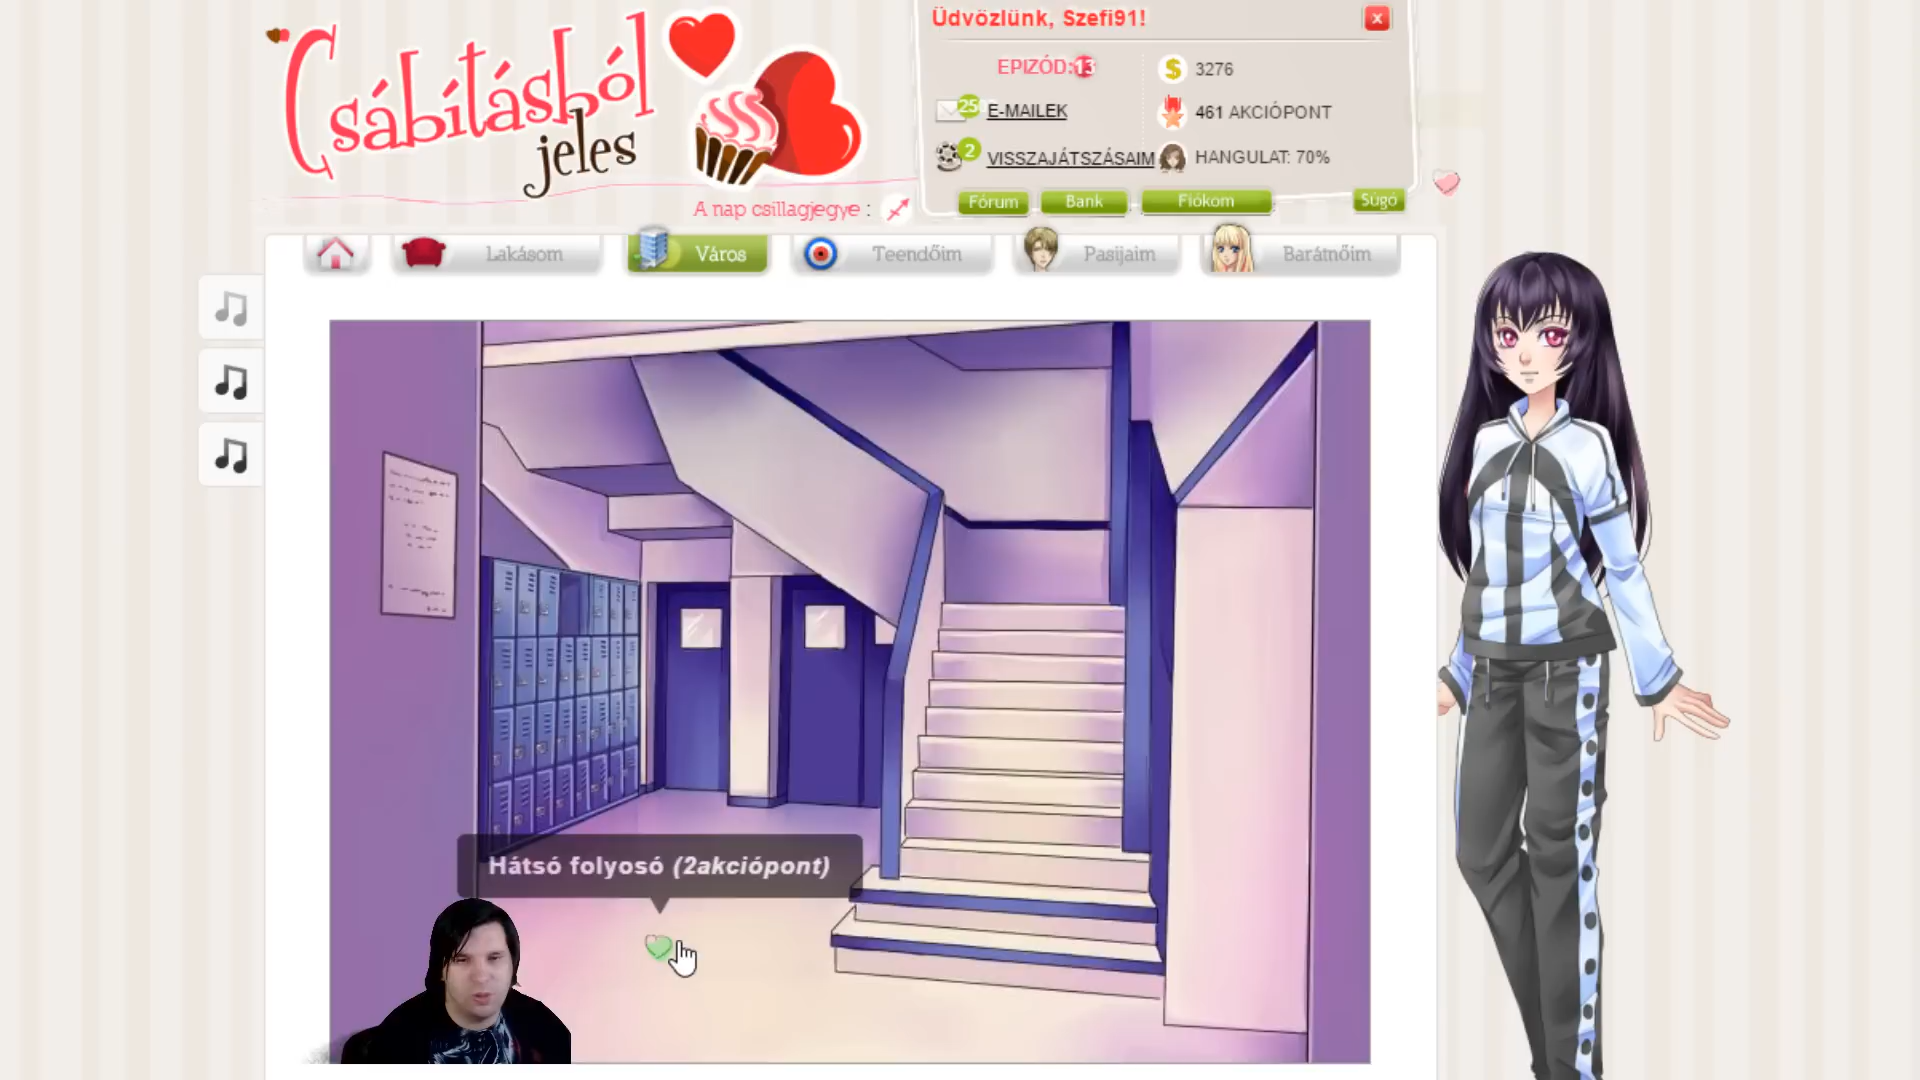 Csábításból
jeles
A nap csillagjegye :
Üdvözlünk, Szefi91!
EPIZÓD:13
3276
25 E-MAILEK
461 AKCIÓPONT
2 VISSZAJÁTSZÁSAIM
HANGULAT: 70%
Fórum
Bank
Fiókom
Súgó
Lakásom
Város
Teendőim
Pasijaim
Barátnőim
Hátsó folyosó (2akciópont)